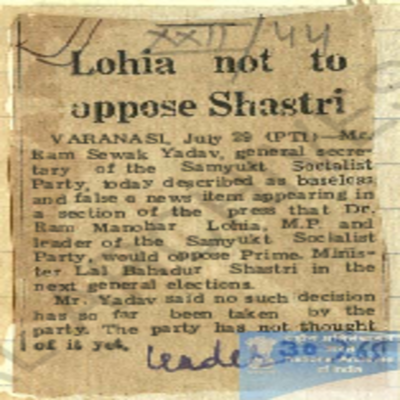 XXII/44
Lohia not to
oppose Shastri
VARANASI, July 29 (PTI)—Mr.
Ram Sewak Yadav, general secre-
tary of the Samyukt Socialist
Party, today described as baseless
and false a news item appearing in
a section of the press that Dr.
Ram Manohar Lohia, M.P. and
leader of the Samyukt Socialist
Party, would oppose Prime Minis-
ter Lal Bahadur Shastri in the
next general elections.
Mr. Yadav said no such decision
has so far been taken by the
party. The party has not thought
of it yet.
Leader 30
of India